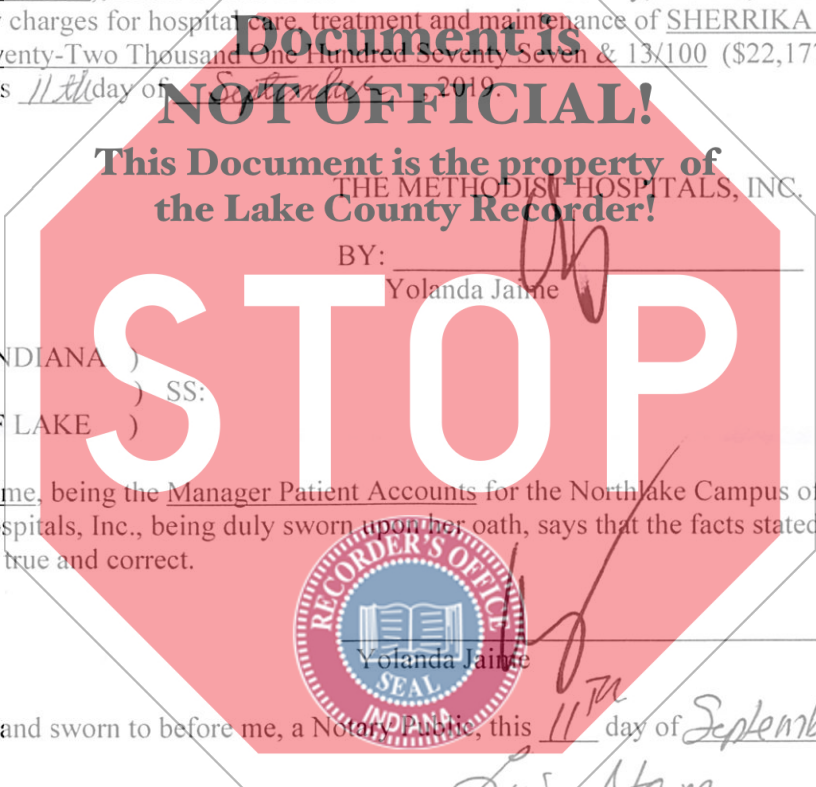 charges for hospital care, treatment and maintenance of SHERRIKA
venty-Two Thousand One Hundred Seventy Seven & 13/100 ($22,177
Document is
s 11th day of September, 2019.
NOT OFFICIAL!
This Document is the property of
THE METHODIST HOSPITALS, INC.
the Lake County Recorder!
BY:
Yolanda Jaime
STOP
NDIANA )
) SS:
F LAKE )
me, being the Manager Patient Accounts for the Northlake Campus of
spitals, Inc., being duly sworn upon her oath, says that the facts stated
true and correct.
RECORDER'S OFFICE
SEAL
INDIANA
Yolanda Jaime
and sworn to before me, a Notary Public, this 11TH day of Septemb